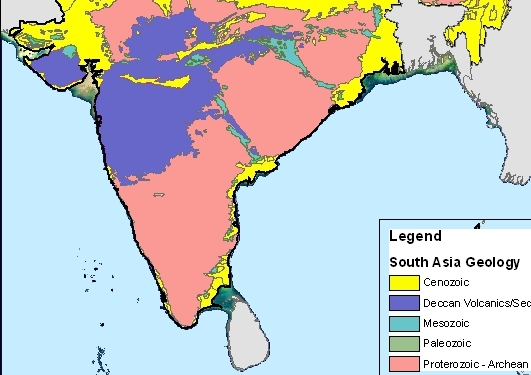 Legend
South Asia Geology
Cenozoic
Deccan Volcanics/Sec
Mesozoic
Paleozoic
Proterozoic - Archean